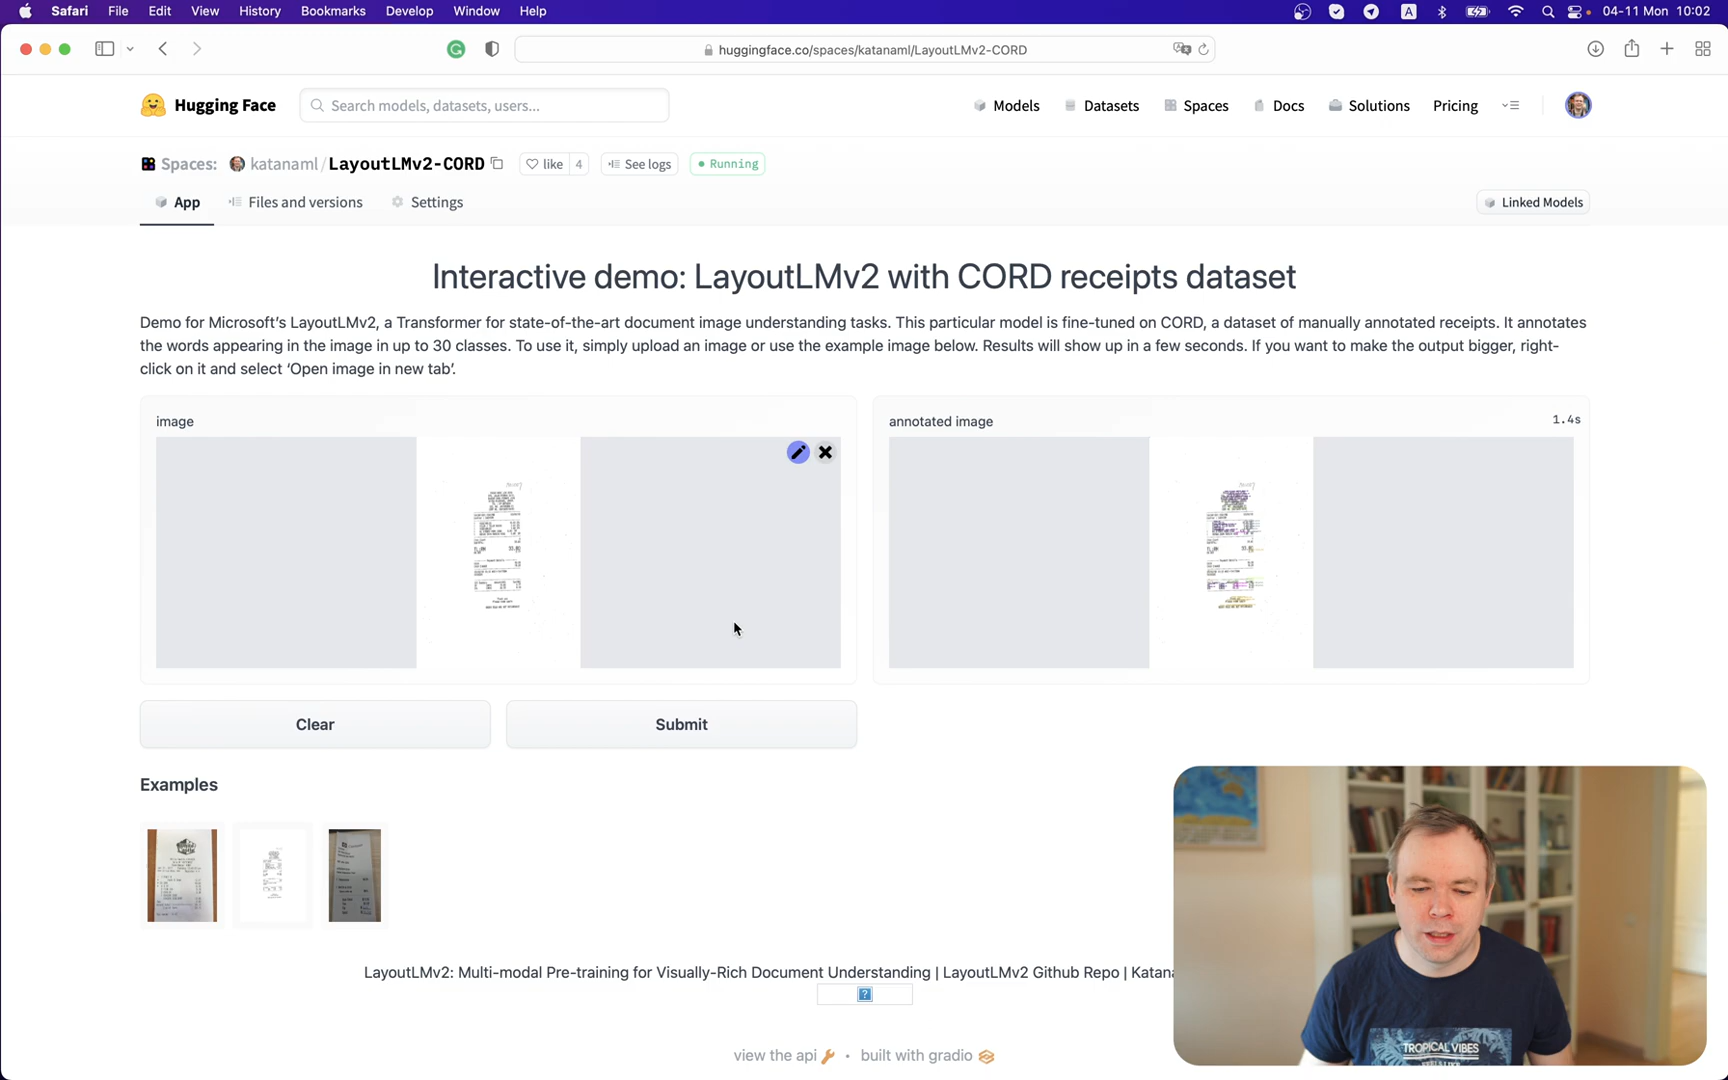 Safari File Edit View History Bookmarks Develop Window Help
A 04-11 Mon 10:02
huggingface.co/spaces/katanaml/LayoutLMv2-CORD
Hugging Face
Search models, datasets, users...
Models Datasets Spaces Docs Solutions Pricing
Spaces: katanaml/LayoutLMv2-CORD
like 4
See logs
Running
App Files and versions Settings
Linked Models
Interactive demo: LayoutLMv2 with CORD receipts dataset
Demo for Microsoft's LayoutLMv2, a Transformer for state-of-the-art document image understanding tasks. This particular model is fine-tuned on CORD, a dataset of manually annotated receipts. It annotates
the words appearing in the image in up to 30 classes. To use it, simply upload an image or use the example image below. Results will show up in a few seconds. If you want to make the output bigger, right-
click on it and select ‘Open image in new tab’.
image
annotated image 1.4s
Clear Submit
Examples
LayoutLMv2: Multi-modal Pre-training for Visually-Rich Document Understanding | LayoutLMv2 Github Repo | Katana
?
view the api • built with gradio
TROPICAL VIBES